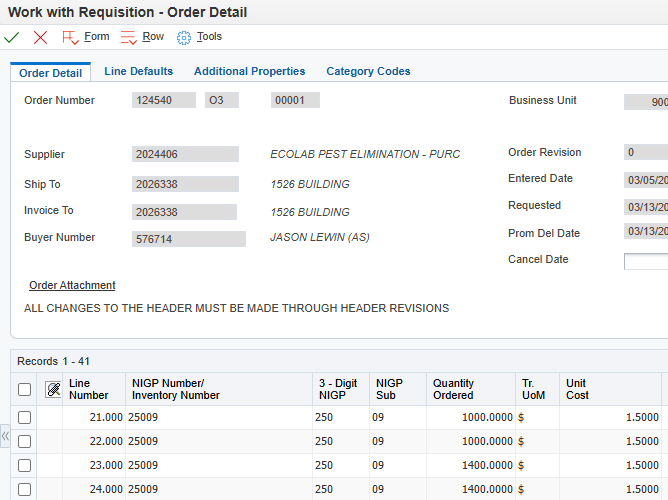 Work with Requisition - Order Detail
Form Row Tools
Order Detail Line Defaults Additional Properties Category Codes
Order Number 124540 O3 00001 Business Unit 900
Supplier 2024406 ECOLAB PEST ELIMINATION - PURC Order Revision 0
Ship To 2026338 1526 BUILDING Entered Date 03/05/20
Invoice To 2026338 1526 BUILDING Requested 03/13/20
Buyer Number 576714 JASON LEWIN (AS) Prom Del Date 03/13/20
Cancel Date
Order Attachment
ALL CHANGES TO THE HEADER MUST BE MADE THROUGH HEADER REVISIONS
Records 1 - 41
Line NIGP Number/ 3 - Digit NIGP Quantity Tr. Unit
Number Inventory Number NIGP Sub Ordered UoM Cost
21.000 25009 250 09 1000.0000 $ 1.5000
22.000 25009 250 09 1000.0000 $ 1.5000
23.000 25009 250 09 1400.0000 $ 1.5000
24.000 25009 250 09 1400.0000 $ 1.5000